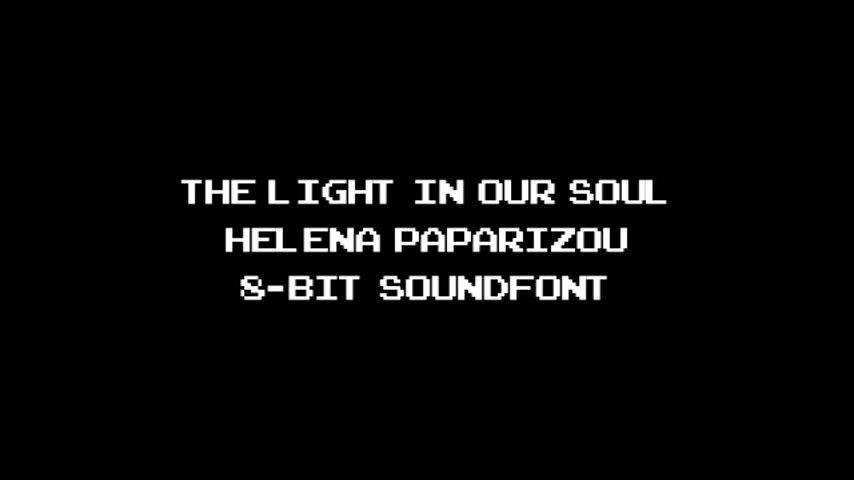 THE LIGHT IN OUR SOUL
HELENA PAPARIZOU
8-BIT SOUNDFONT